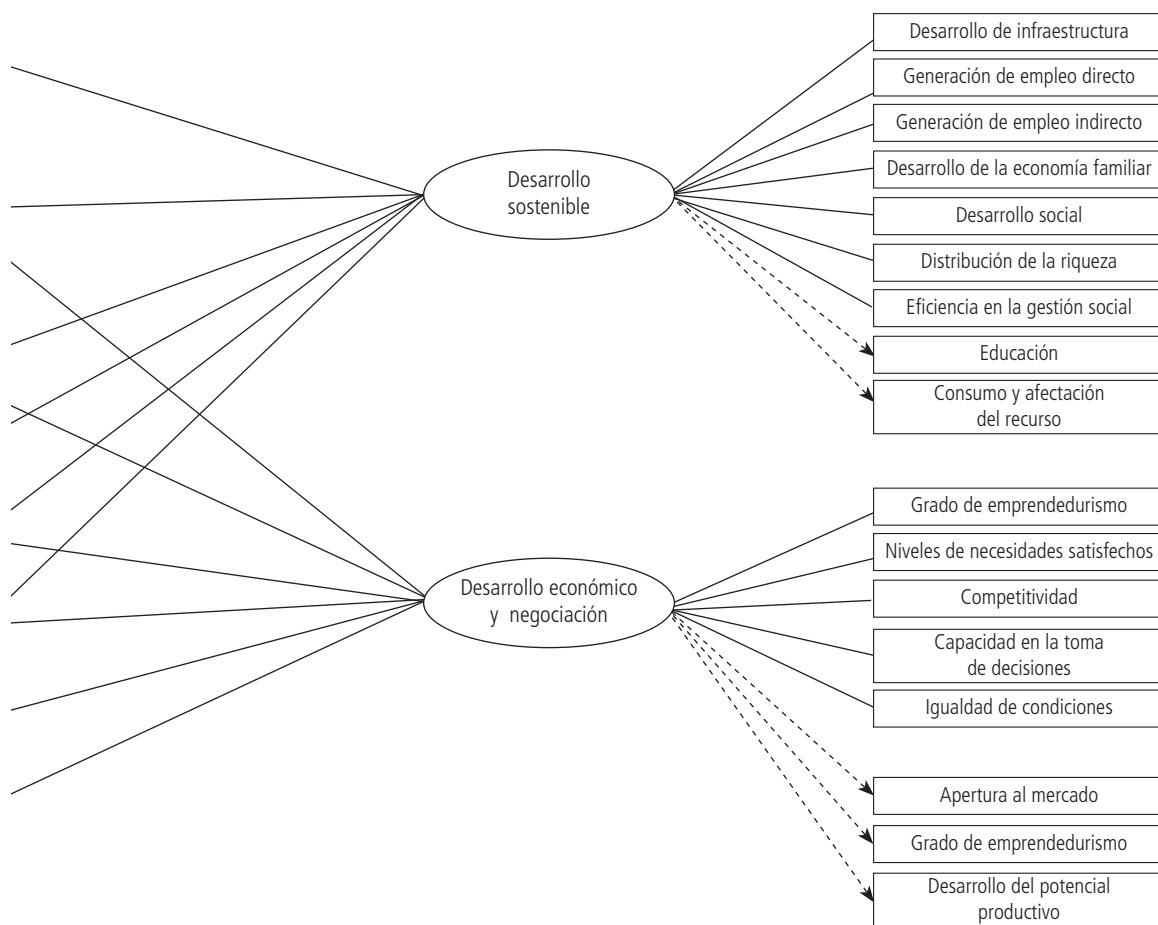 Desarrollo de infraestructura
Generación de empleo directo
Generación de empleo indirecto
Desarrollo de la economía familiar
Desarrollo
sostenible
Desarrollo social
Distribución de la riqueza
Eficiencia en la gestión social
Educación
Consumo y afectación
del recurso
Grado de emprendedurismo
Niveles de necesidades satisfechos
Desarrollo económico
y negociación
Competitividad
Capacidad en la toma
de decisiones
Igualdad de condiciones
Apertura al mercado
Grado de emprendedurismo
Desarrollo del potencial
productivo